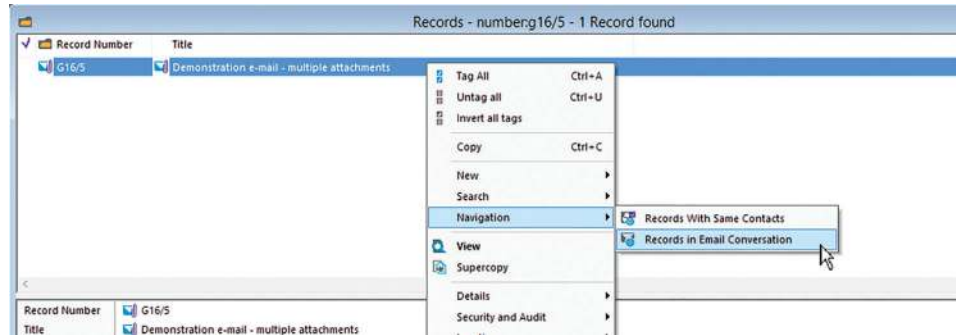 Records - number:g16/5 - 1 Record found
Record Number Title
G16/5 Demonstration e-mail - multiple attachments
Tag All Ctrl+A
Untag all Ctrl+U
Invert all tags
Copy Ctrl+C
New
Search
Navigation
Records With Same Contacts
Records in Email Conversation
View
Supercopy
Details
Security and Audit
Record Number G16/5
Title Demonstration e-mail - multiple attachments